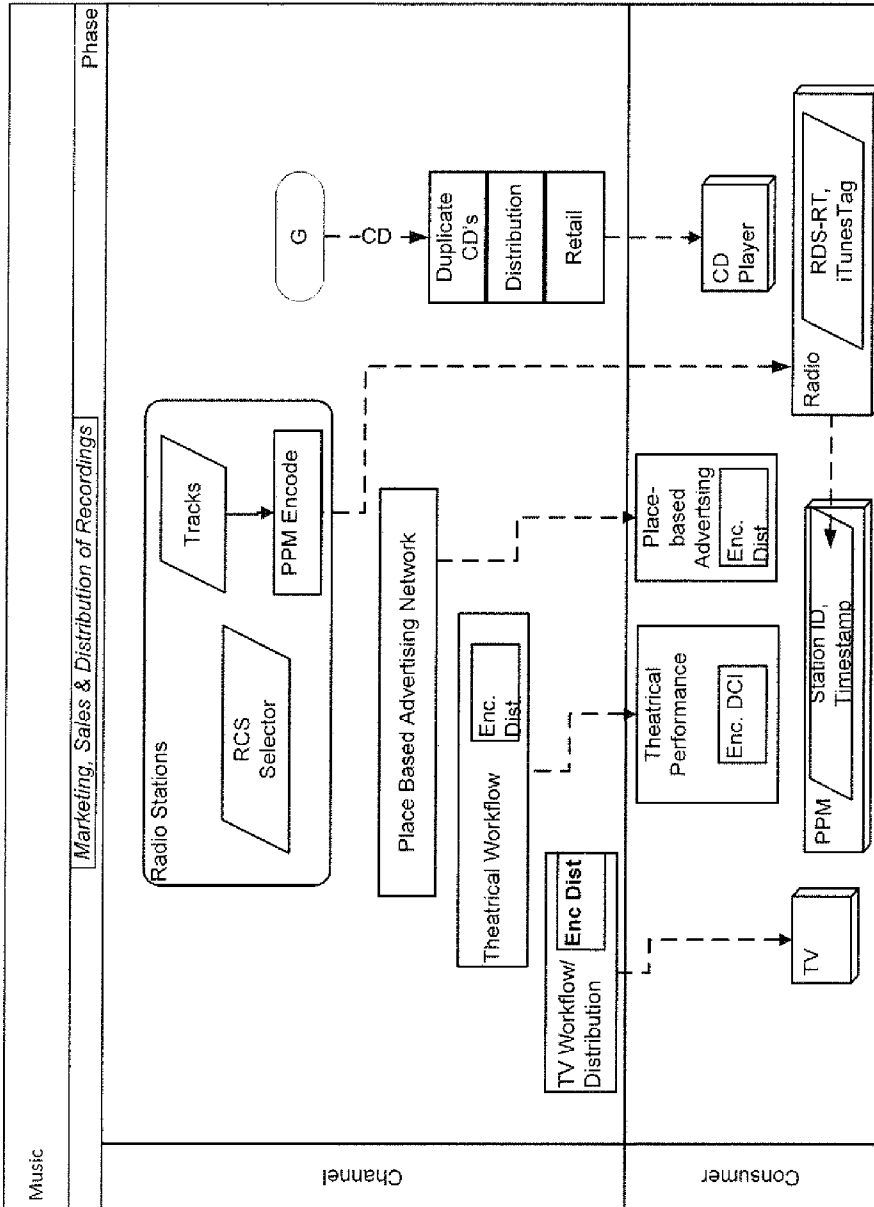 Music
Marketing, Sales & Distribution of Recordings
Phase
Channel
Radio Stations
RCS
Selector
Tracks
PPM Encode
G
CD
Duplicate
CD's
Distribution
Retail
Place Based Advertising Network
Theatrical Workflow
Enc.
Dist.
TV Workflow/
Distribution
Enc Dist
Consumer
TV
Theatrical
Performance
Enc. DCI
Place-
based
Advertsing
Enc.
Dist
CD
Player
PPM
Station ID,
Timestamp
Radio
RDS-RT,
iTunesTag